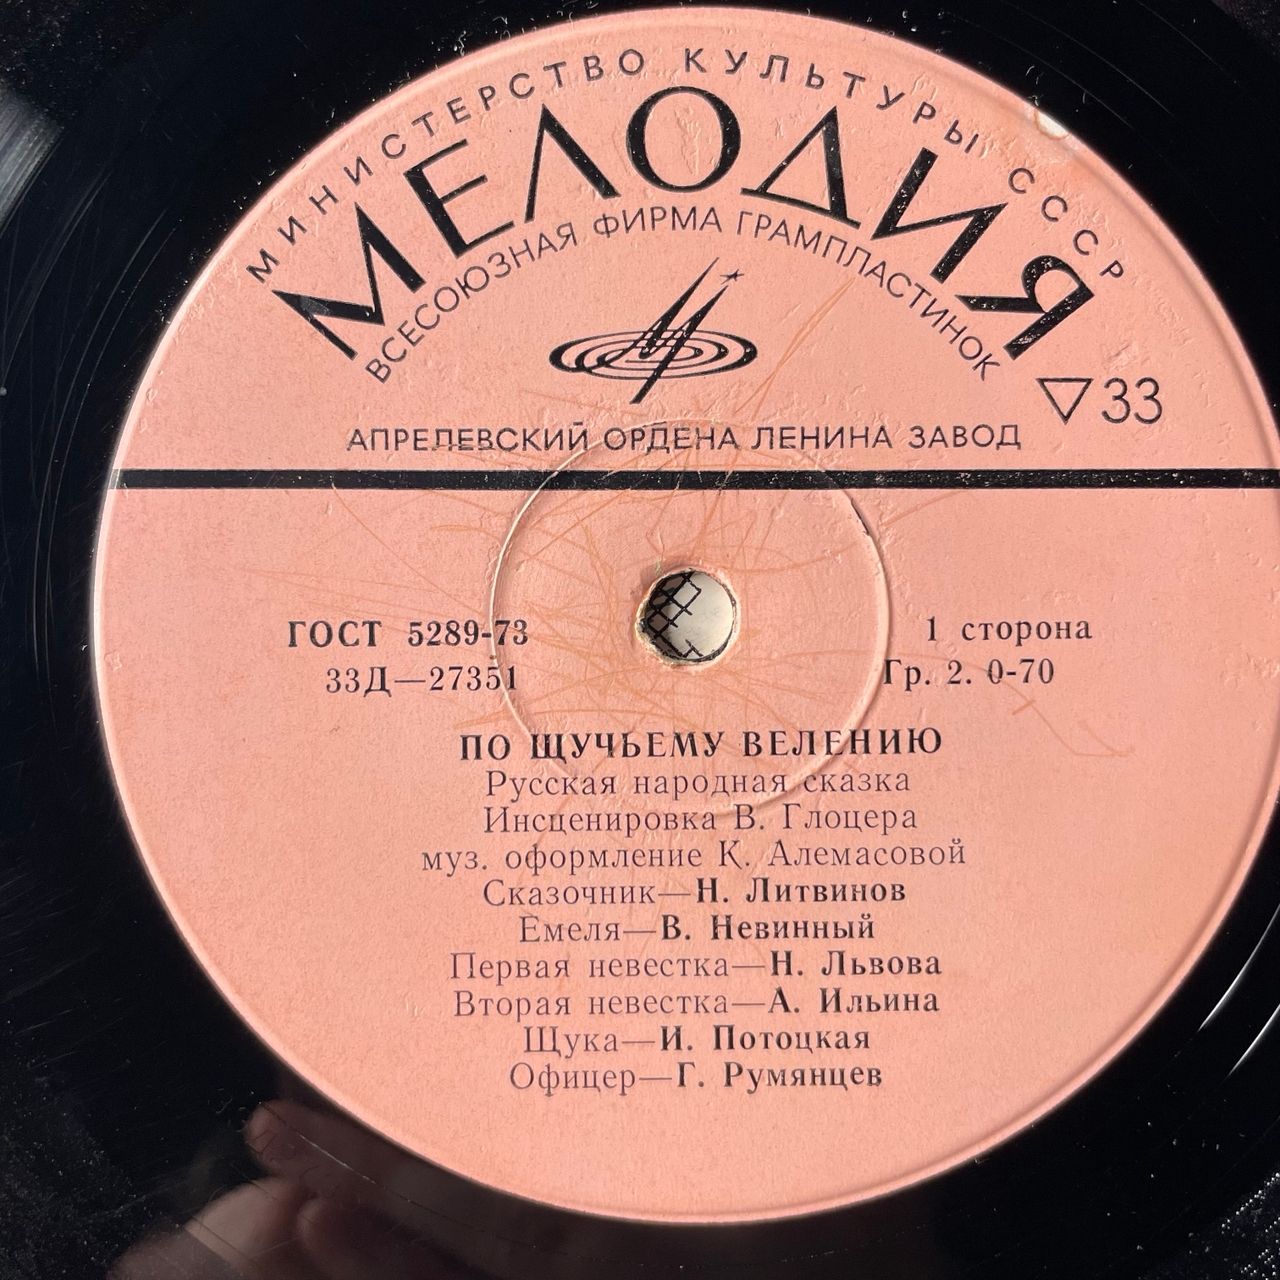 МИНИСТЕРСТВО КУЛЬТУРЫ СССР
МЕЛОДИЯ
ВСЕСОЮЗНАЯ ФИРМА ГРАМПЛАСТИНОК
▽33
АПРЕЛЕВСКИЙ ОРДЕНА ЛЕНИНА ЗАВОД
ГОСТ 5289-73
33Д—27351
1 сторона
Гр. 2. 0-70
ПО ЩУЧЬЕМУ ВЕЛЕНИЮ
Русская народная сказка
Инсценировка В. Глоцера
муз. оформление К. Алемасовой
Сказочник—Н. Литвинов
Емеля—В. Невинный
Первая невестка—Н. Львова
Вторая невестка—А. Ильина
Щука—И. Потоцкая
Офицер—Г. Румянцев